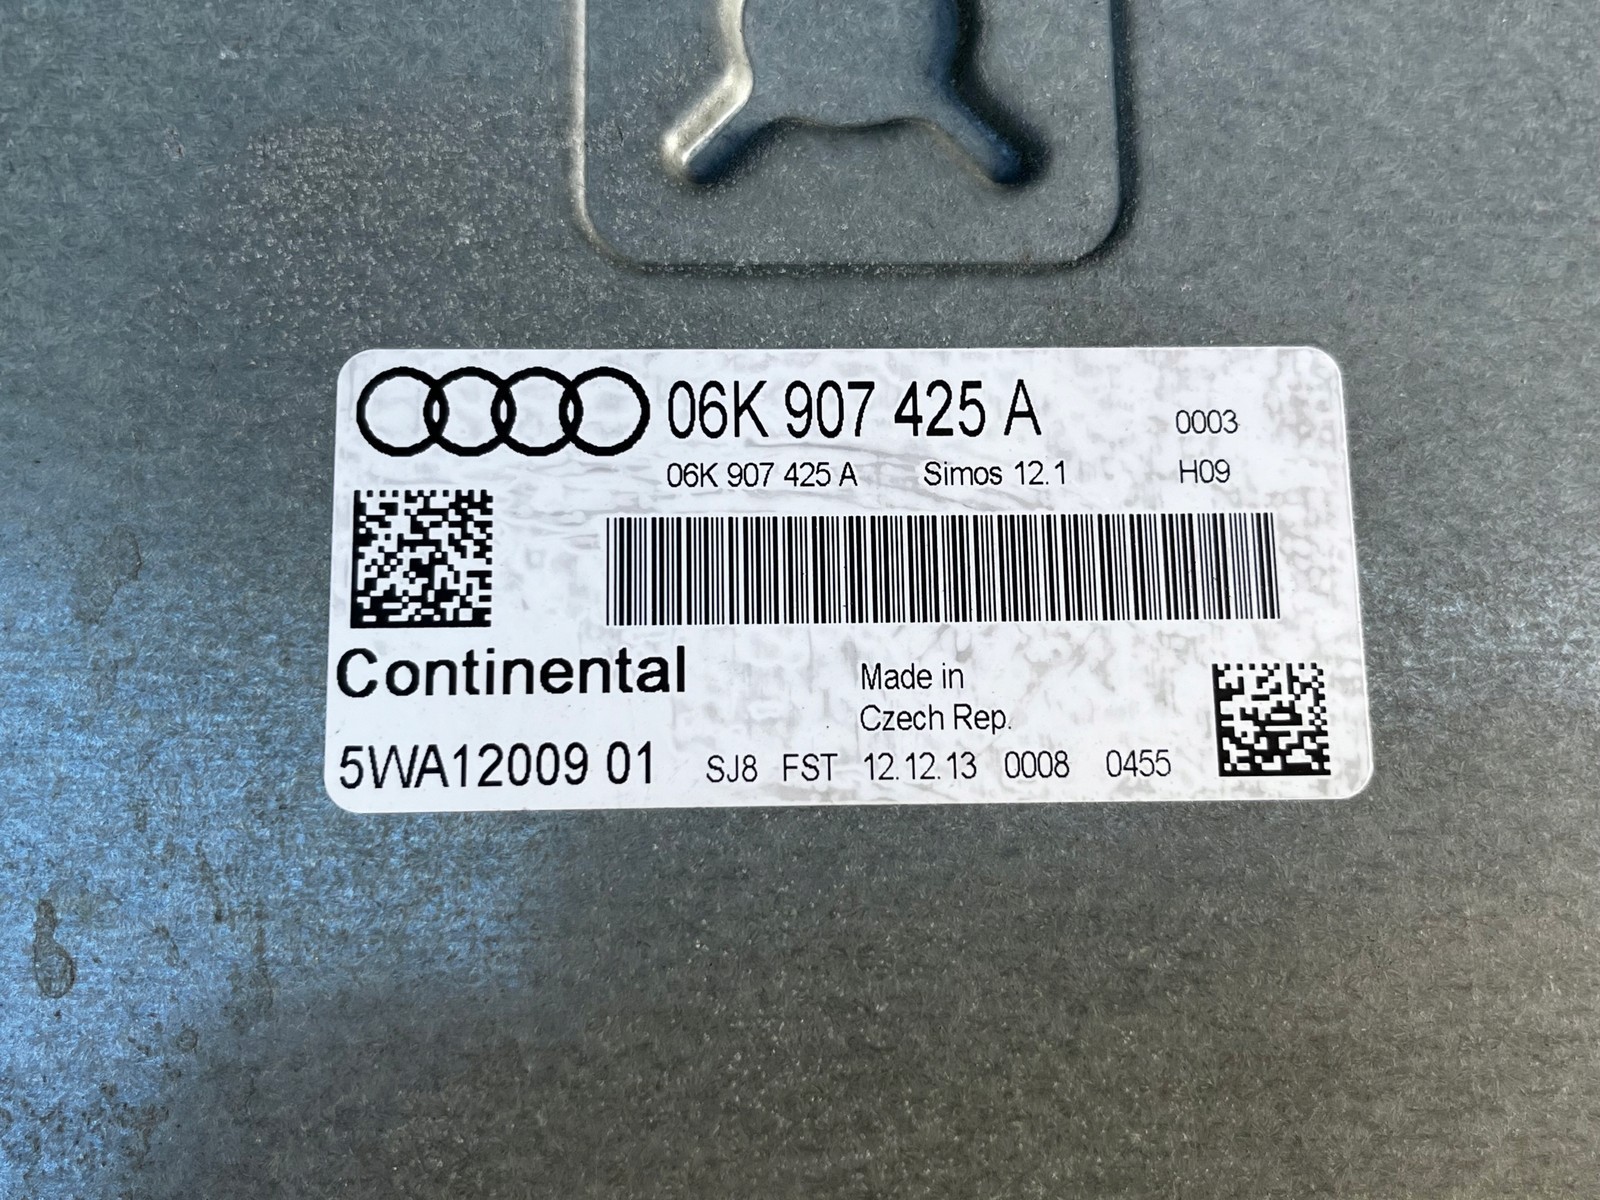 06K 907 425 A 0003
06K 907 425 A Simos 12.1 H09
Continental
Made in
Czech Rep.
5WA12009 01 SJ8 FST 12.12.13 0008 0455